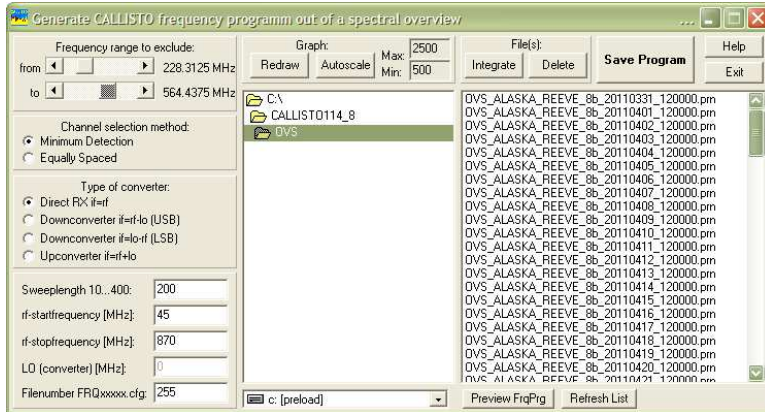 Generate CALLISTO frequency programm out of a spectral overview
Frequency range to exclude:
from 228.3125 MHz
to 564.4375 MHz
Channel selection method:
Minimum Detection
Equally Spaced
Type of converter:
Direct RX if=rf
Downconverter if=rf-lo (USB)
Downconverter if=lo-rf (LSB)
Upconverter if=rf+lo
Sweeplength 10...400: 200
rf-startfrequency [MHz]: 45
rf-stopfrequency [MHz]: 870
LO (converter) [MHz]: 0
Filenumber FRQxxxxx.cfg: 255
Graph:
Redraw Autoscale Max: 2500
Min: 500
C:\
CALLISTO114_8
OVS
c: [preload]
File(s):
Integrate Delete
Save Program
Help
Exit
OVS_ALASKA_REEVE_8b_20110331_120000.prn
OVS_ALASKA_REEVE_8b_20110401_120000.prn
OVS_ALASKA_REEVE_8b_20110402_120000.prn
OVS_ALASKA_REEVE_8b_20110403_120000.prn
OVS_ALASKA_REEVE_8b_20110404_120000.prn
OVS_ALASKA_REEVE_8b_20110405_120000.prn
OVS_ALASKA_REEVE_8b_20110406_120000.prn
OVS_ALASKA_REEVE_8b_20110407_120000.prn
OVS_ALASKA_REEVE_8b_20110408_120000.prn
OVS_ALASKA_REEVE_8b_20110409_120000.prn
OVS_ALASKA_REEVE_8b_20110410_120000.prn
OVS_ALASKA_REEVE_8b_20110411_120000.prn
OVS_ALASKA_REEVE_8b_20110412_120000.prn
OVS_ALASKA_REEVE_8b_20110413_120000.prn
OVS_ALASKA_REEVE_8b_20110414_120000.prn
OVS_ALASKA_REEVE_8b_20110415_120000.prn
OVS_ALASKA_REEVE_8b_20110416_120000.prn
OVS_ALASKA_REEVE_8b_20110417_120000.prn
OVS_ALASKA_REEVE_8b_20110418_120000.prn
OVS_ALASKA_REEVE_8b_20110419_120000.prn
OVS_ALASKA_REEVE_8b_20110420_120000.prn
OVS_ALASKA_REEVE_8b_20110421_120000.prn
Preview FrqPrg Refresh List